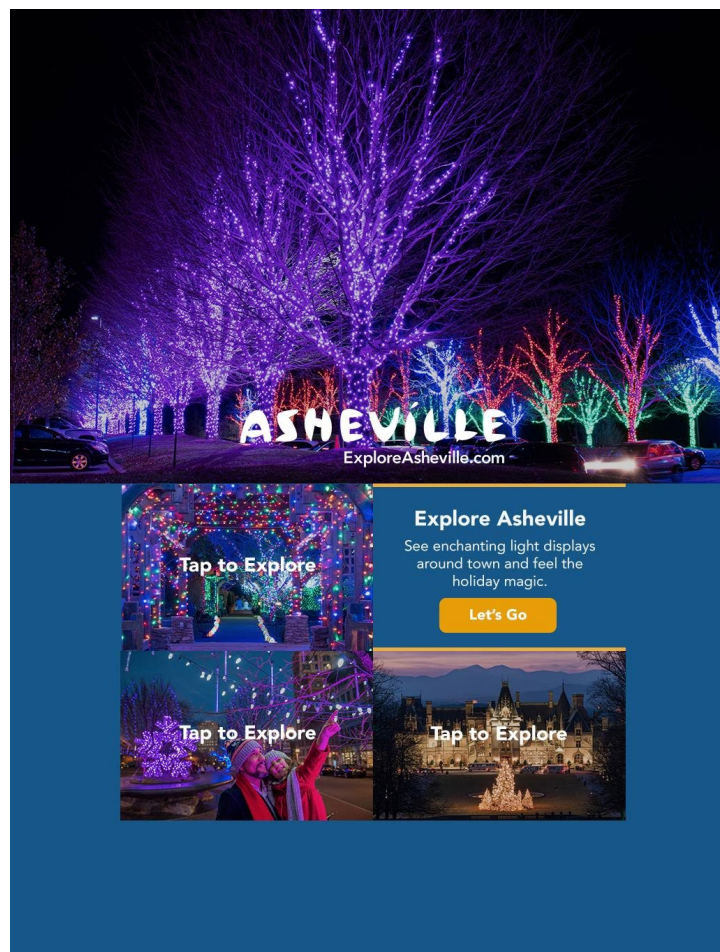 ASHEVILLE
ExploreAsheville.com
Tap to Explore
Explore Asheville
See enchanting light displays
around town and feel the
holiday magic.
Let's Go
Tap to Explore
Tap to Explore